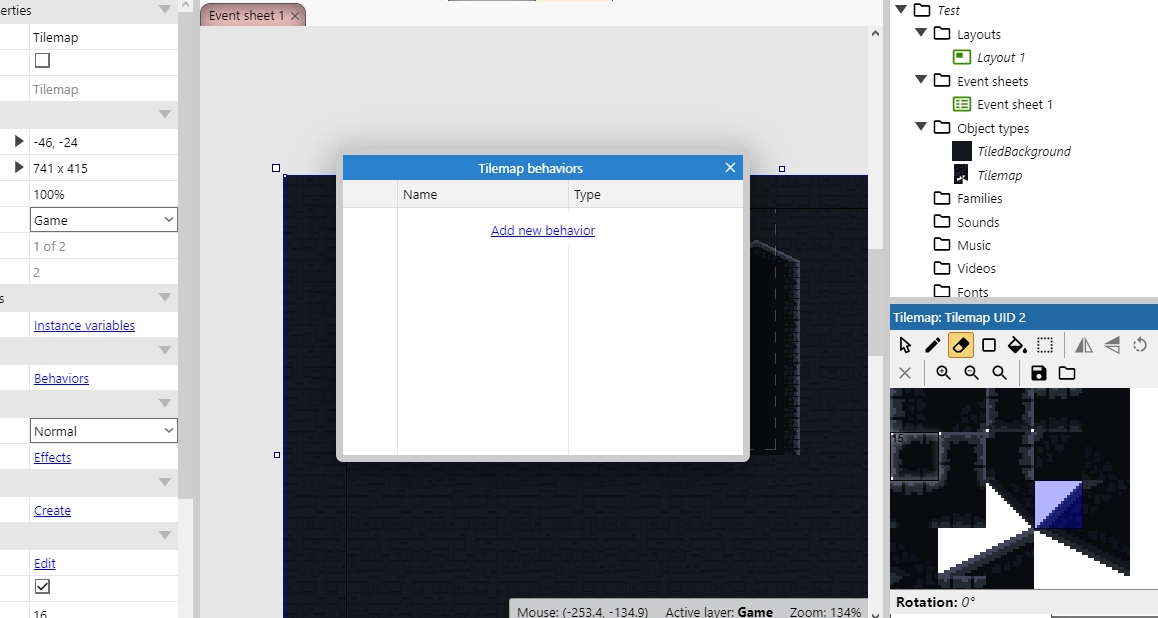 erties
Tilemap
Tilemap
-46, -24
741 x 415
100%
Game
1 of 2
2
s
Instance variables
Behaviors
Normal
Effects
Create
Edit
16
Event sheet 1
Tilemap behaviors
Name
Type
Add new behavior
Mouse: (-253.4, -134.9) Active layer: Game Zoom: 134%
Test
Layouts
Layout 1
Event sheets
Event sheet 1
Object types
TiledBackground
Tilemap
Families
Sounds
Music
Videos
Fonts
Tilemap: Tilemap UID 2
15
Rotation: 0°